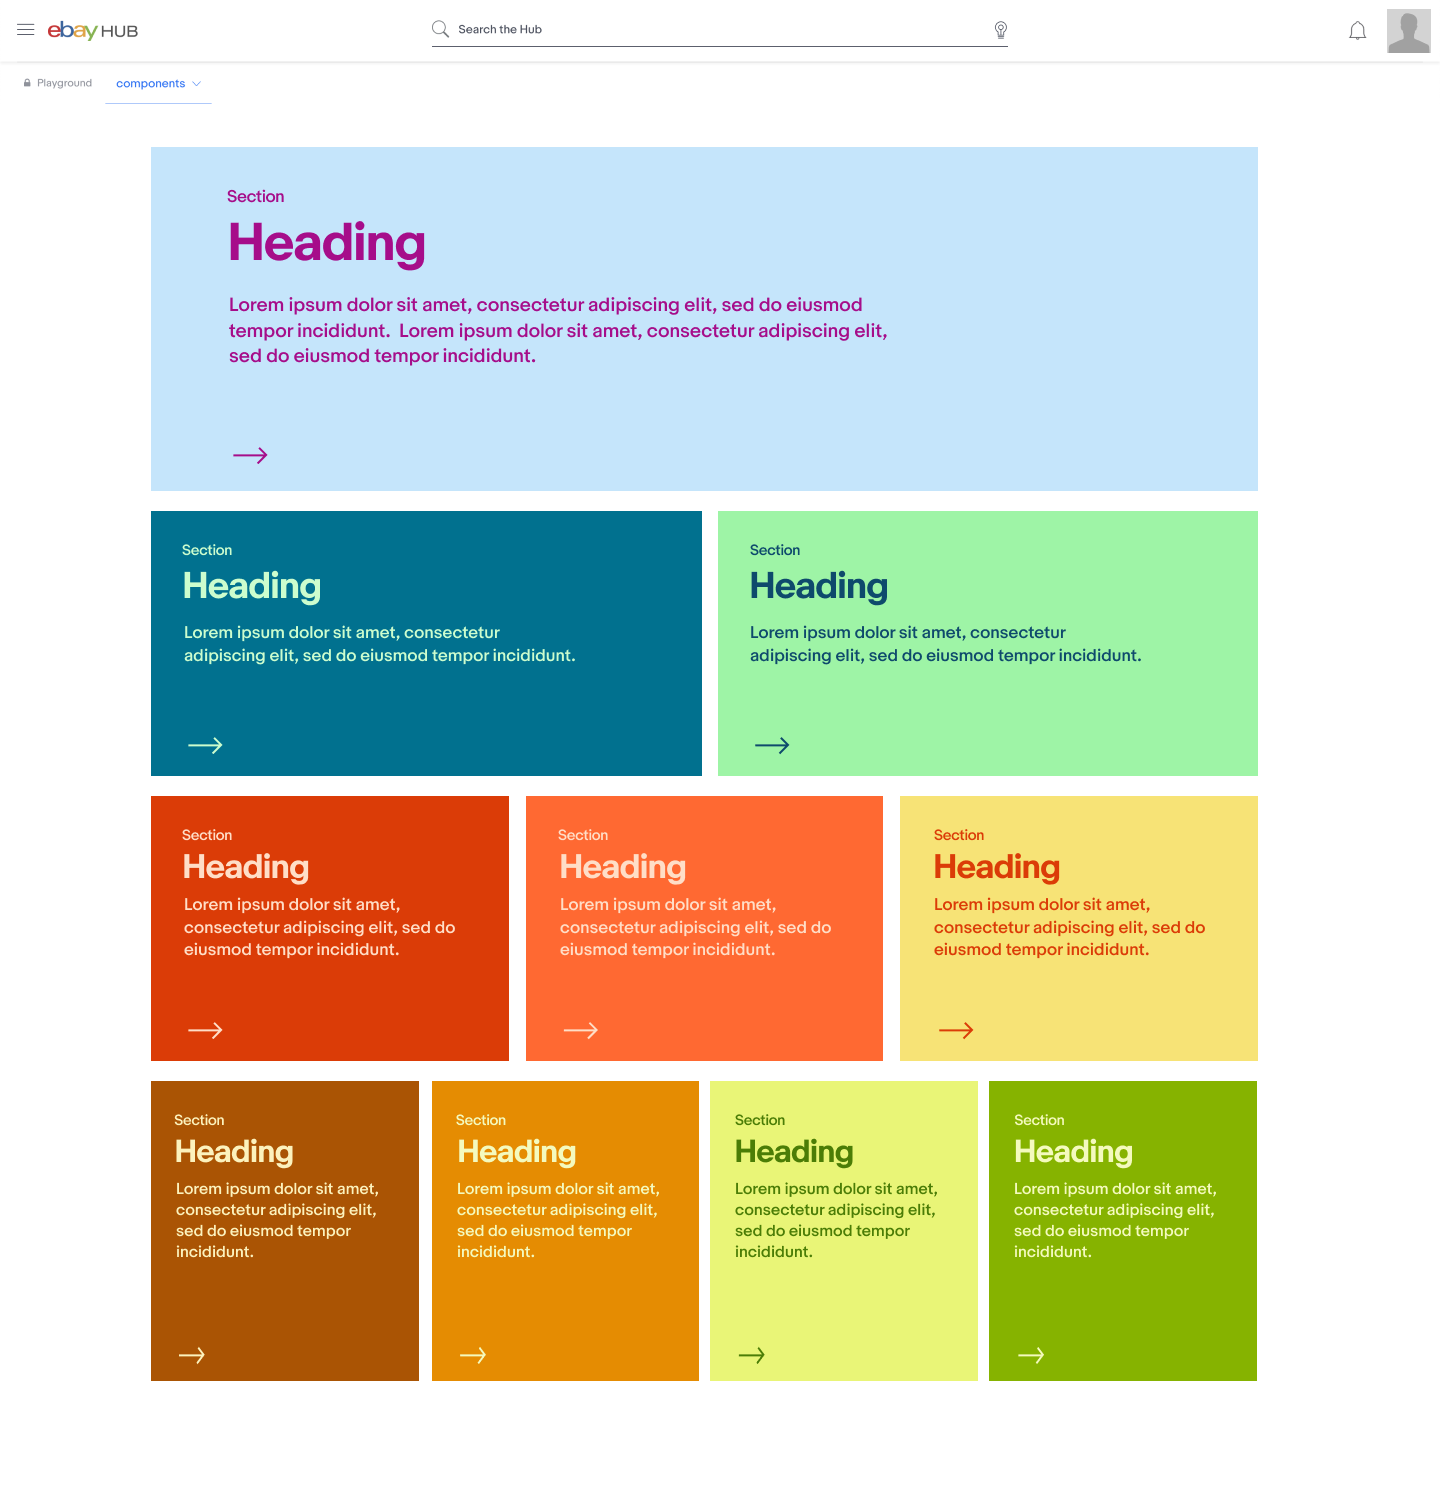 ebay HUB
Search the Hub
Playground
components
Section
Heading
Lorem ipsum dolor sit amet, consectetur adipiscing elit, sed do eiusmod
tempor incididunt. Lorem ipsum dolor sit amet, consectetur adipiscing elit,
sed do eiusmod tempor incididunt.
Section
Heading
Lorem ipsum dolor sit amet, consectetur
adipiscing elit, sed do eiusmod tempor incididunt.
Section
Heading
Lorem ipsum dolor sit amet, consectetur
adipiscing elit, sed do eiusmod tempor incididunt.
Section
Heading
Lorem ipsum dolor sit amet,
consectetur adipiscing elit, sed do
eiusmod tempor incididunt.
Section
Heading
Lorem ipsum dolor sit amet,
consectetur adipiscing elit, sed do
eiusmod tempor incididunt.
Section
Heading
Lorem ipsum dolor sit amet,
consectetur adipiscing elit, sed do
eiusmod tempor incididunt.
Section
Heading
Lorem ipsum dolor sit amet,
consectetur adipiscing elit,
sed do eiusmod tempor
incididunt.
Section
Heading
Lorem ipsum dolor sit amet,
consectetur adipiscing elit,
sed do eiusmod tempor
incididunt.
Section
Heading
Lorem ipsum dolor sit amet,
consectetur adipiscing elit,
sed do eiusmod tempor
incididunt.
Section
Heading
Lorem ipsum dolor sit amet,
consectetur adipiscing elit,
sed do eiusmod tempor
incididunt.